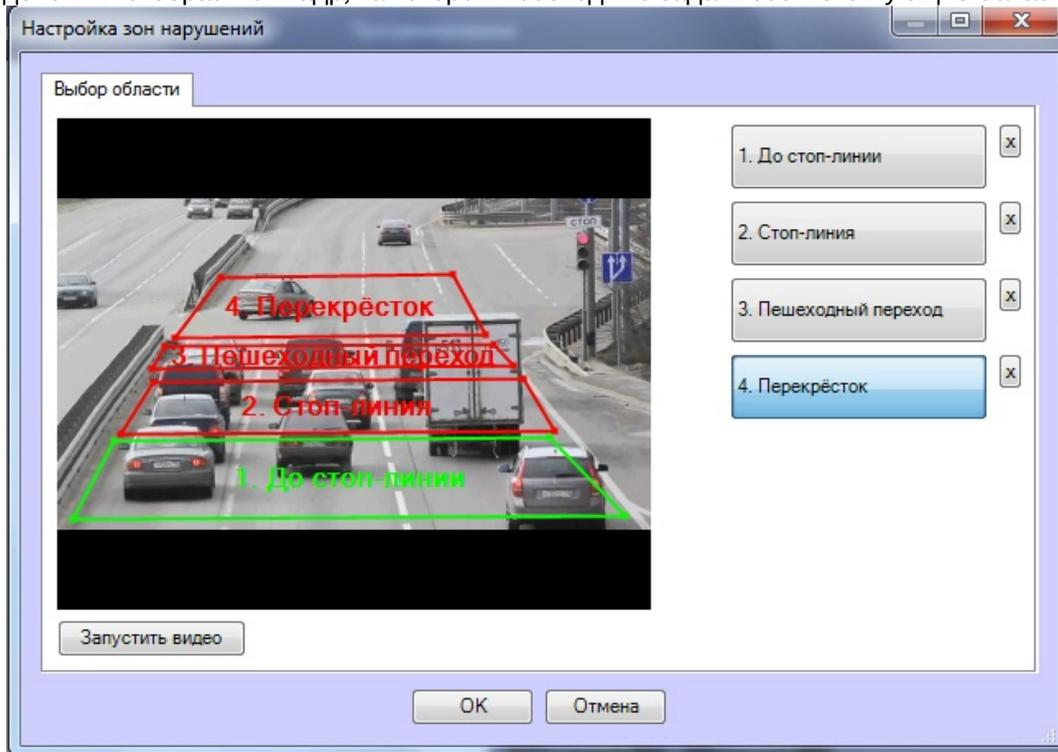 Настройка зон нарушений
Выбор области
стоп
4. Перекрёсток
3. Пешеходный переход
2. Стоп-линия
1. До стоп-линии
1. До стоп-линии
x
2. Стоп-линия
x
3. Пешеходный переход
x
4. Перекрёсток
x
Запустить видео
OK
Отмена